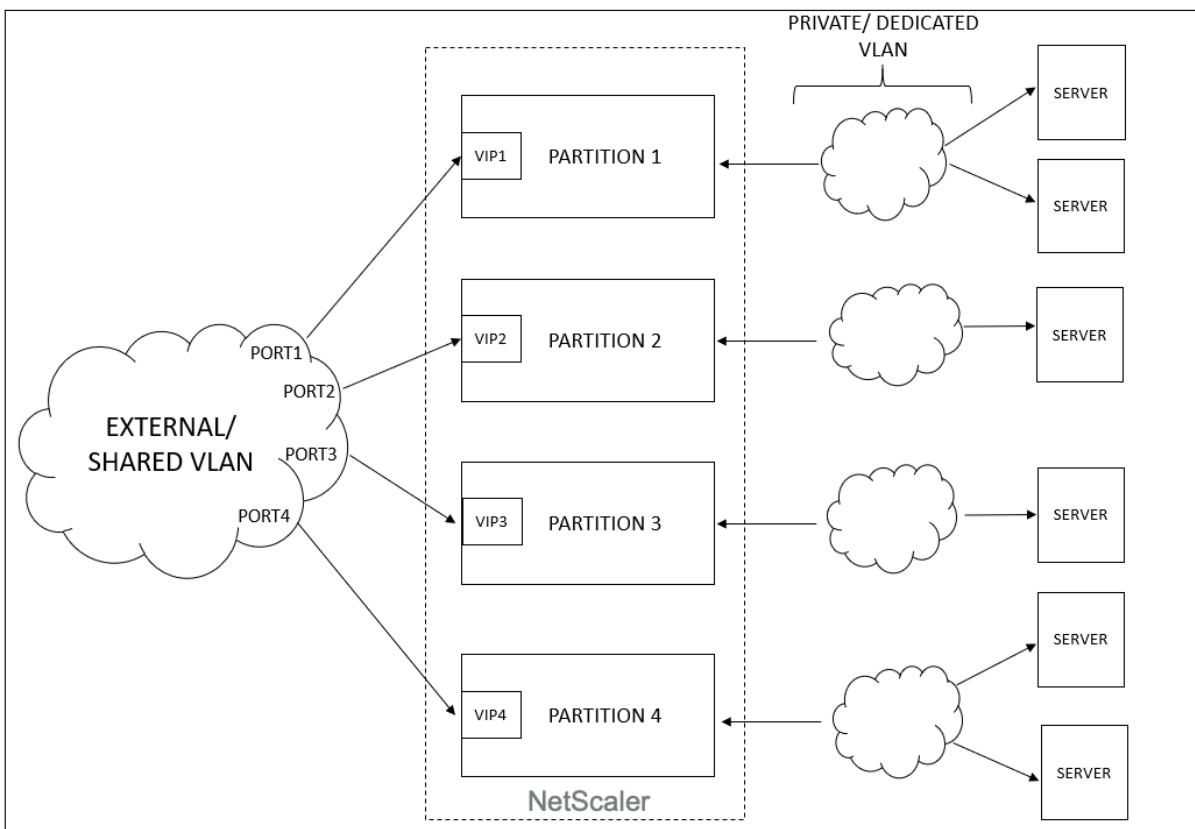 PRIVATE/ DEDICATED
VLAN
SERVER
VIP1
PARTITION 1
SERVER
VIP2
PARTITION 2
SERVER
PORT1
PORT2
EXTERNAL/
SHARED VLAN
PORT3
PORT4
VIP3
PARTITION 3
SERVER
SERVER
VIP4
PARTITION 4
SERVER
NetScaler